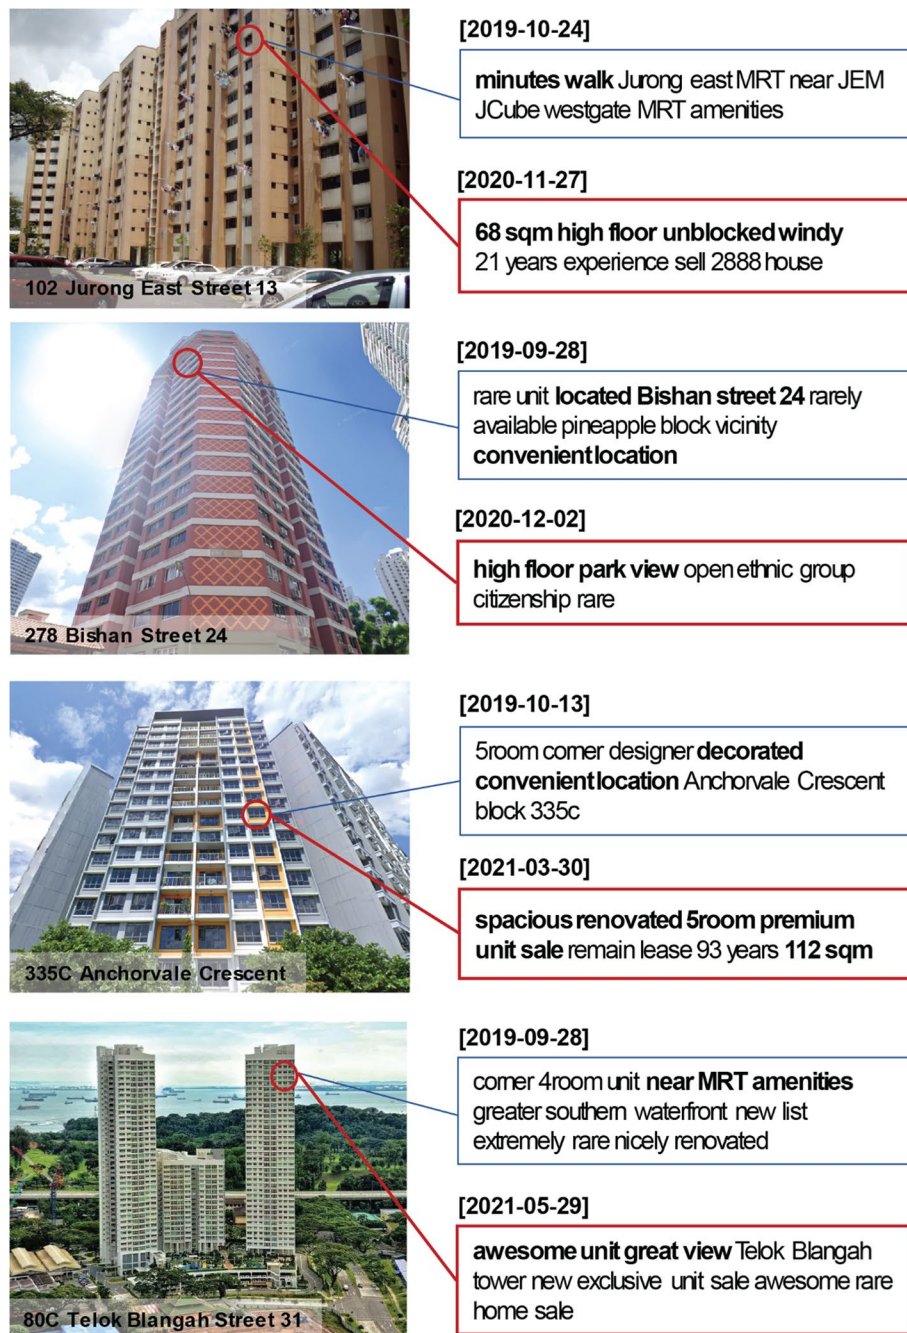 [2019-10-24]
minutes walk Jurong east MRT near JEM
JCube westgate MRT amenities
[2020-11-27]
68 sqm high floor unblocked windy
21 years experience sell 2888 house
102 Jurong East Street 13
[2019-09-28]
rare unit located Bishan street 24 rarely
available pineapple block vicinity
convenient location
[2020-12-02]
high floor park view open ethnic group
citizenship rare
278 Bishan Street 24
[2019-10-13]
5room corner designer decorated
convenient location Anchorvale Crescent
block 335c
[2021-03-30]
spacious renovated 5room premium
unit sale remain lease 93 years 112 sqm
335C Anchorvale Crescent
[2019-09-28]
corner 4room unit near MRT amenities
greater southern waterfront new list
extremely rare nicely renovated
[2021-05-29]
awesome unit great view Telok Blangah
tower new exclusive unit sale awesome rare
home sale
80C Telok Blangah Street 31